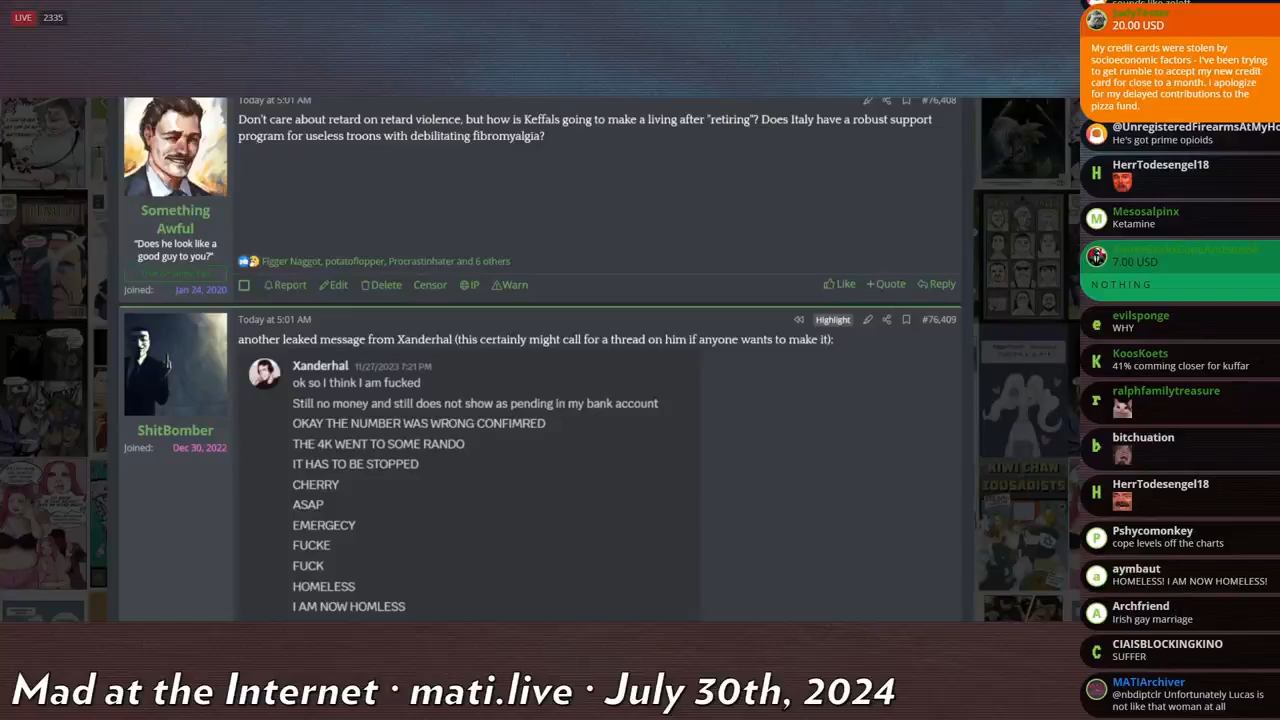 LIVE 2335
Today at 5:01 AM
#76,408
Don't care about retard on retard violence, but how is Keffals going to make a living after "retiring"? Does Italy have a robust support
program for useless troons with debilitating fibromyalgia?
Something
Awful
"Does he look like a
good guy to you?"
Joined: Jan 24, 2020
Figger Naggot, potatoflopper, Procrastinhater and 6 others
Report Edit Delete Censor IP Warn
Like + Quote Reply
Today at 5:01 AM
Highlight
#76,409
another leaked message from Xanderhal (this certainly might call for a thread on him if anyone wants to make it):
ShitBomber
Joined: Dec 30, 2022
Xanderhal 11/27/2023 7:21 PM
ok so I think I am fucked
Still no money and still does not show as pending in my bank account
OKAY THE NUMBER WAS WRONG CONFIMRED
THE 4K WENT TO SOME RANDO
IT HAS TO BE STOPPED
CHERRY
ASAP
EMERGECY
FUCKE
FUCK
HOMELESS
I AM NOW HOMLESS
KIWI CHAN
ZOOSADISTS
20.00 USD
My credit cards were stolen by
socioeconomic factors - I've been trying
to get rumble to accept my new credit
card for close to a month. I apologize
for my delayed contributions to the
pizza fund.
@UnregisteredFirearmsAtMyHo
He's got prime opioids
H
HerrTodesengel18
M
Mesosalpinx
Ketamine
7.00 USD
N O T H I N G
e
evilsponge
WHY
K
KoosKoets
41% comming closer for kuffar
r
ralphfamilytreasure
b
bitchuation
H
HerrTodesengel18
P
Pshycomonkey
cope levels off the charts
a
aymbaut
HOMELESS! I AM NOW HOMELESS!
A
Archfriend
Irish gay marriage
C
CIAISBLOCKINGKINO
SUFFER
MATIArchiver
@nbdiptclr Unfortunately Lucas is
not like that woman at all
Mad at the Internet · mati.live · July 30th, 2024